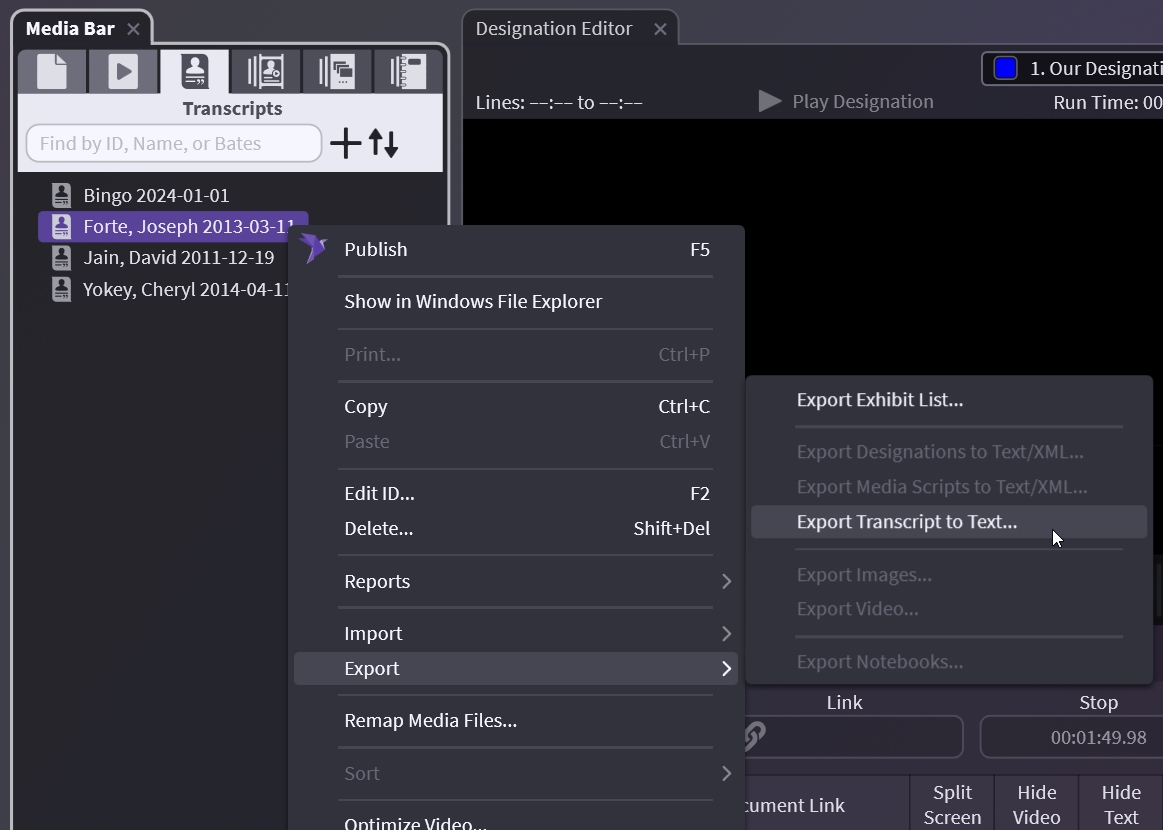 Media Bar
Designation Editor
Transcripts
Find by ID, Name, or Bates
Bingo 2024-01-01
Forte, Joseph 2013-03-11
Jain, David 2011-12-19
Yokey, Cheryl 2014-04-11
1. Our Designati
Lines: --:-- to --:--
Play Designation
Run Time: 00
Publish F5
Show in Windows File Explorer
Print... Ctrl+P
Copy Ctrl+C
Paste Ctrl+V
Edit ID... F2
Delete... Shift+Del
Reports
Import
Export
Remap Media Files...
Sort
Optimize Video...
Export Exhibit List...
Export Designations to Text/XML...
Export Media Scripts to Text/XML...
Export Transcript to Text...
Export Images...
Export Video...
Export Notebooks...
Link
Stop
00:01:49.98
cument Link
Split
Screen
Hide
Video
Hide
Text